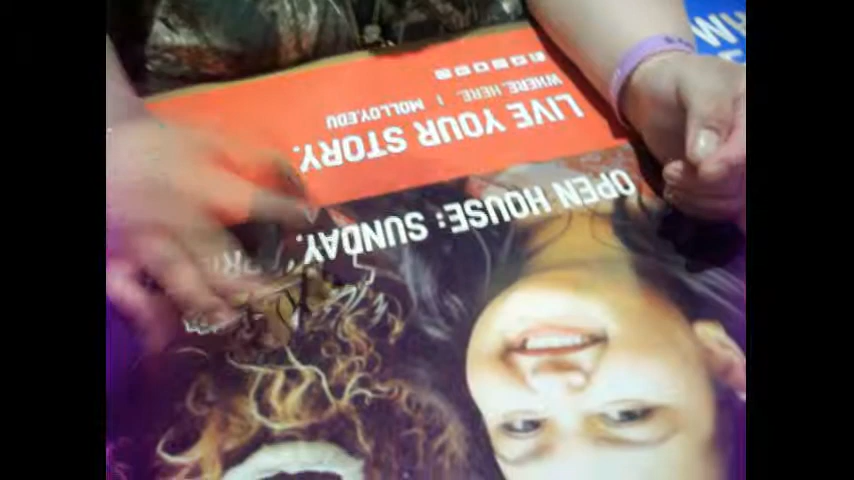 OPEN HOUSE: SUNDAY,
LIVE YOUR STORY.
WHERE. HERE. | MOLLOY.EDU